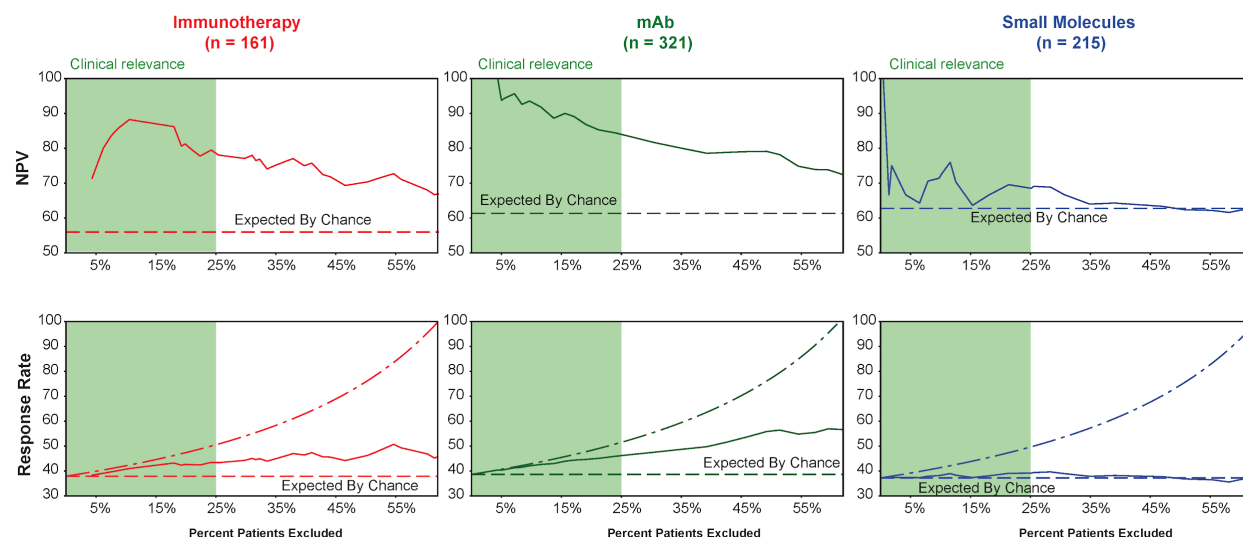 Immunotherapy
(n = 161)
mAb
(n = 321)
Small Molecules
(n = 215)
Clinical relevance
Clinical relevance
Clinical relevance
NPV
100
90
80
70
60
50
Expected By Chance
5% 15% 25% 35% 45% 55%
100
90
80
70
60
50
Expected By Chance
5% 15% 25% 35% 45% 55%
100
90
80
70
60
50
Expected By Chance
5% 15% 25% 35% 45% 55%
Response Rate
100
90
80
70
60
50
40
30
Expected By Chance
5% 15% 25% 35% 45% 55%
Percent Patients Excluded
100
90
80
70
60
50
40
30
Expected By Chance
5% 15% 25% 35% 45% 55%
Percent Patients Excluded
100
90
80
70
60
50
40
30
Expected By Chance
5% 15% 25% 35% 45% 55%
Percent Patients Excluded